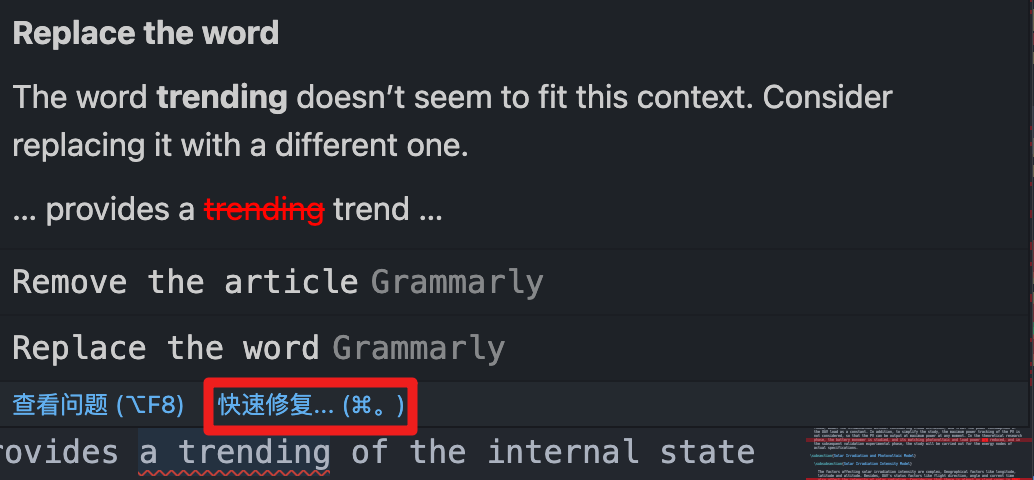 Replace the word
The word trending doesn’t seem to fit this context. Consider
replacing it with a different one.
... provides a trending trend ...
Remove the article Grammarly
Replace the word Grammarly
查看问题 (⌥F8) 快速修复... (⌘。)
rovides a trending of the internal state